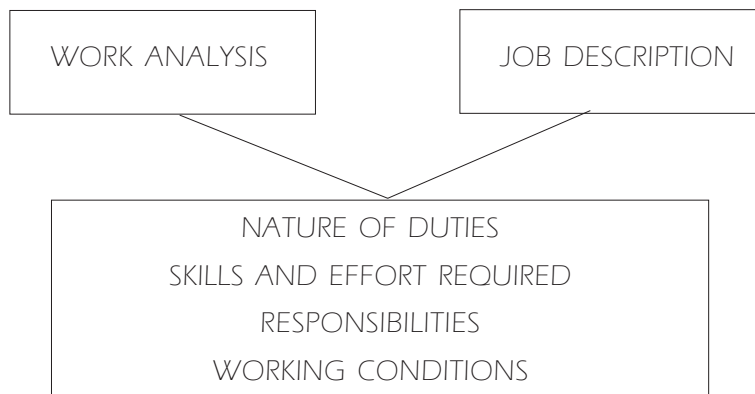 WORK ANALYSIS
JOB DESCRIPTION
NATURE OF DUTIES
SKILLS AND EFFORT REQUIRED
RESPONSIBILITIES
WORKING CONDITIONS